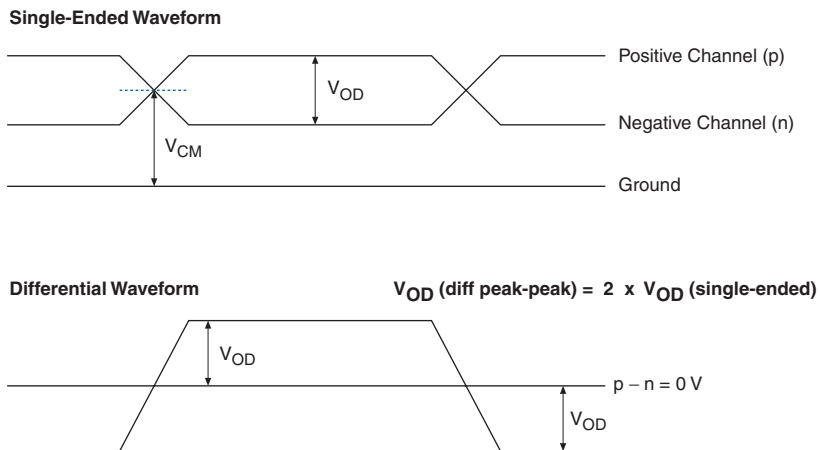 Single-Ended Waveform
Positive Channel (p)
VOD
Negative Channel (n)
VCM
Ground
Differential Waveform
VOD (diff peak-peak) = 2 x VOD (single-ended)
VOD
p – n = 0 V
VOD